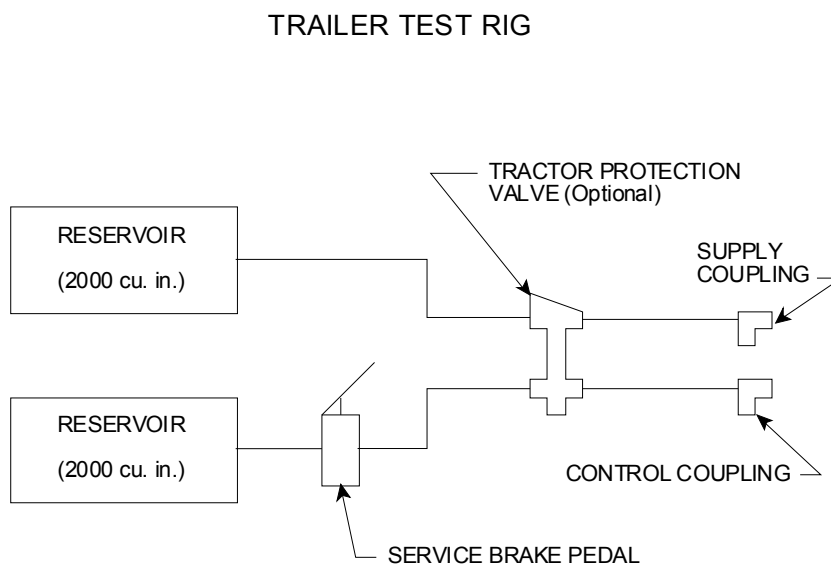 TRAILER TEST RIG
TRACTOR PROTECTION
VALVE (Optional)
RESERVOIR
(2000 cu. in.)
SUPPLY
COUPLING
RESERVOIR
(2000 cu. in.)
CONTROL COUPLING
SERVICE BRAKE PEDAL